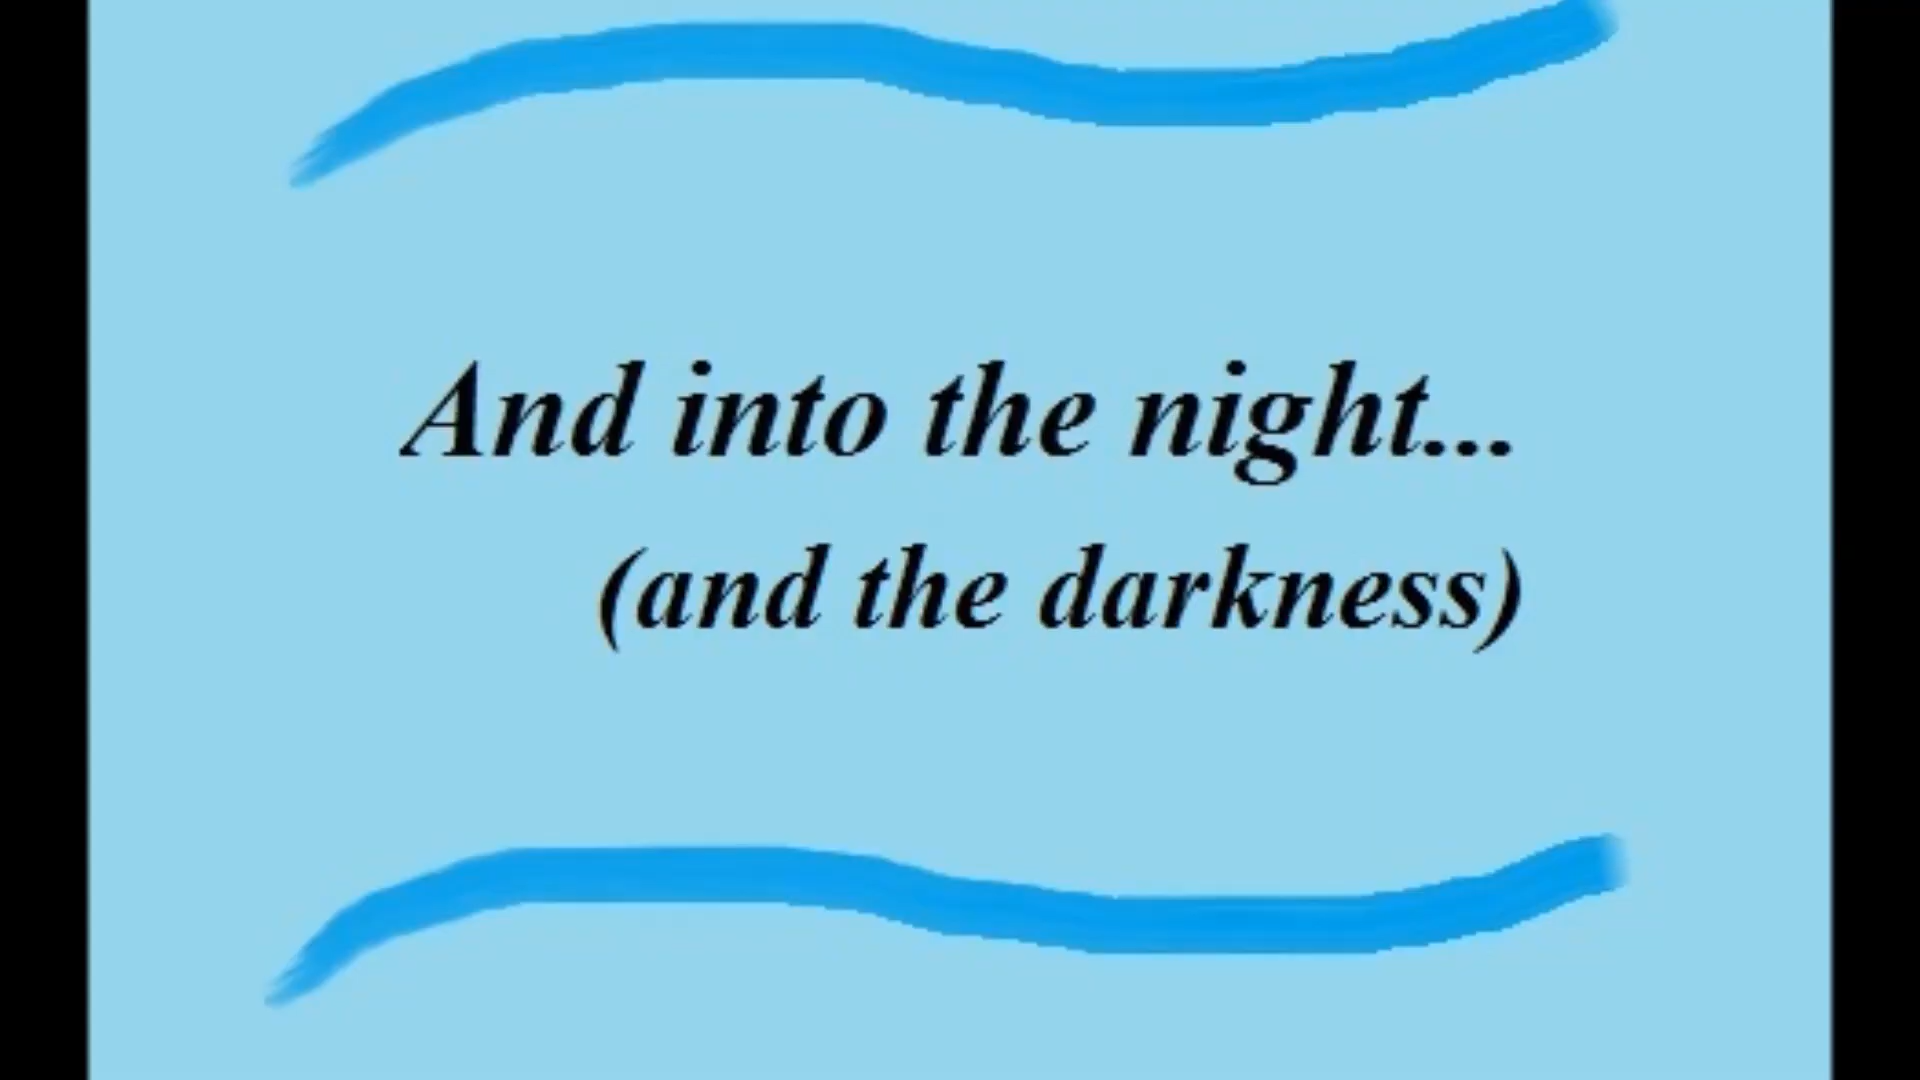 And into the night...
(and the darkness)